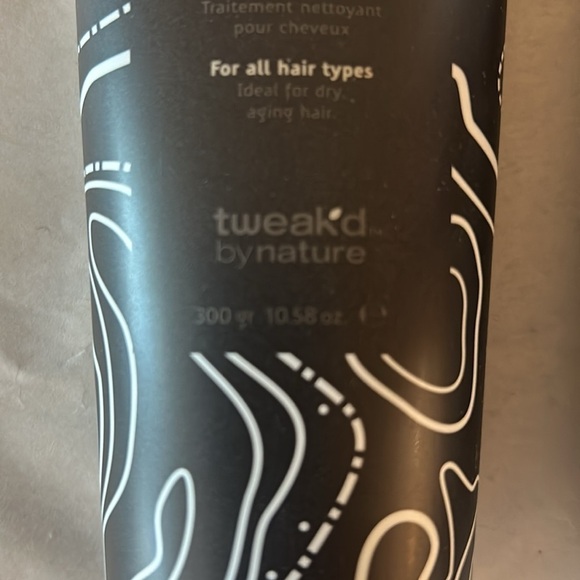 Traitement nettoyant
pour cheveux
For all hair types
Ideal for dry,
aging hair.
tweak'd™
bynature
300 gr 10.58 oz. ℮